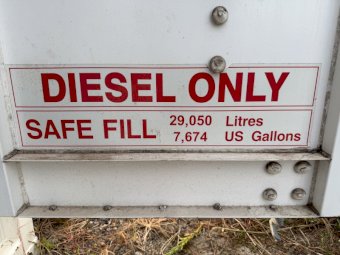 DIESEL ONLY
SAFE FILL 29,050 Litres
7,674 US Gallons